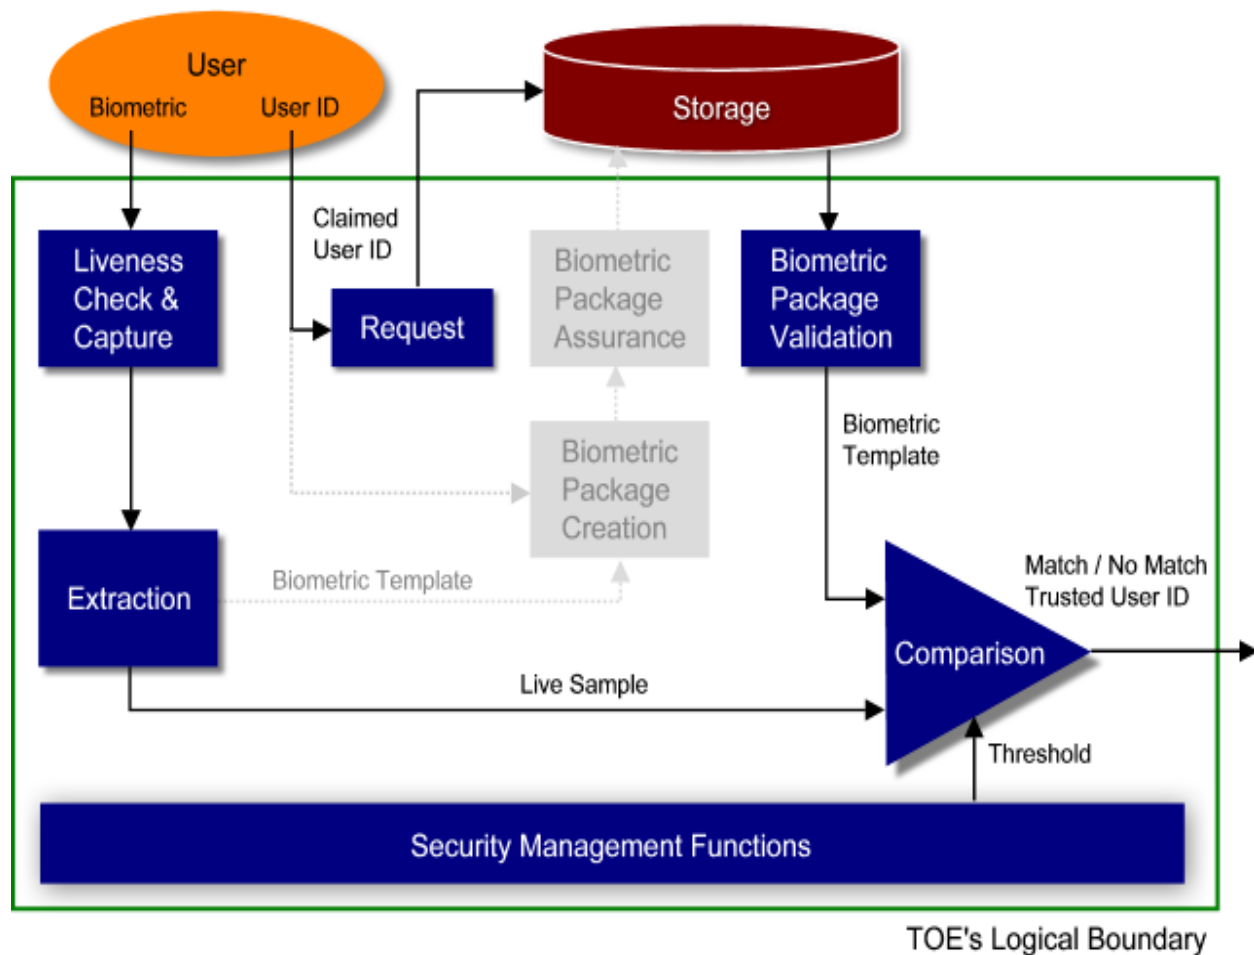 User
Biometric
User ID
Storage
Claimed
User ID
Liveness
Check &
Capture
Request
Biometric
Package
Assurance
Biometric
Package
Validation
Biometric
Package
Creation
Biometric
Template
Extraction
Biometric Template
Match / No Match
Trusted User ID
Comparison
Live Sample
Threshold
Security Management Functions
TOE's Logical Boundary